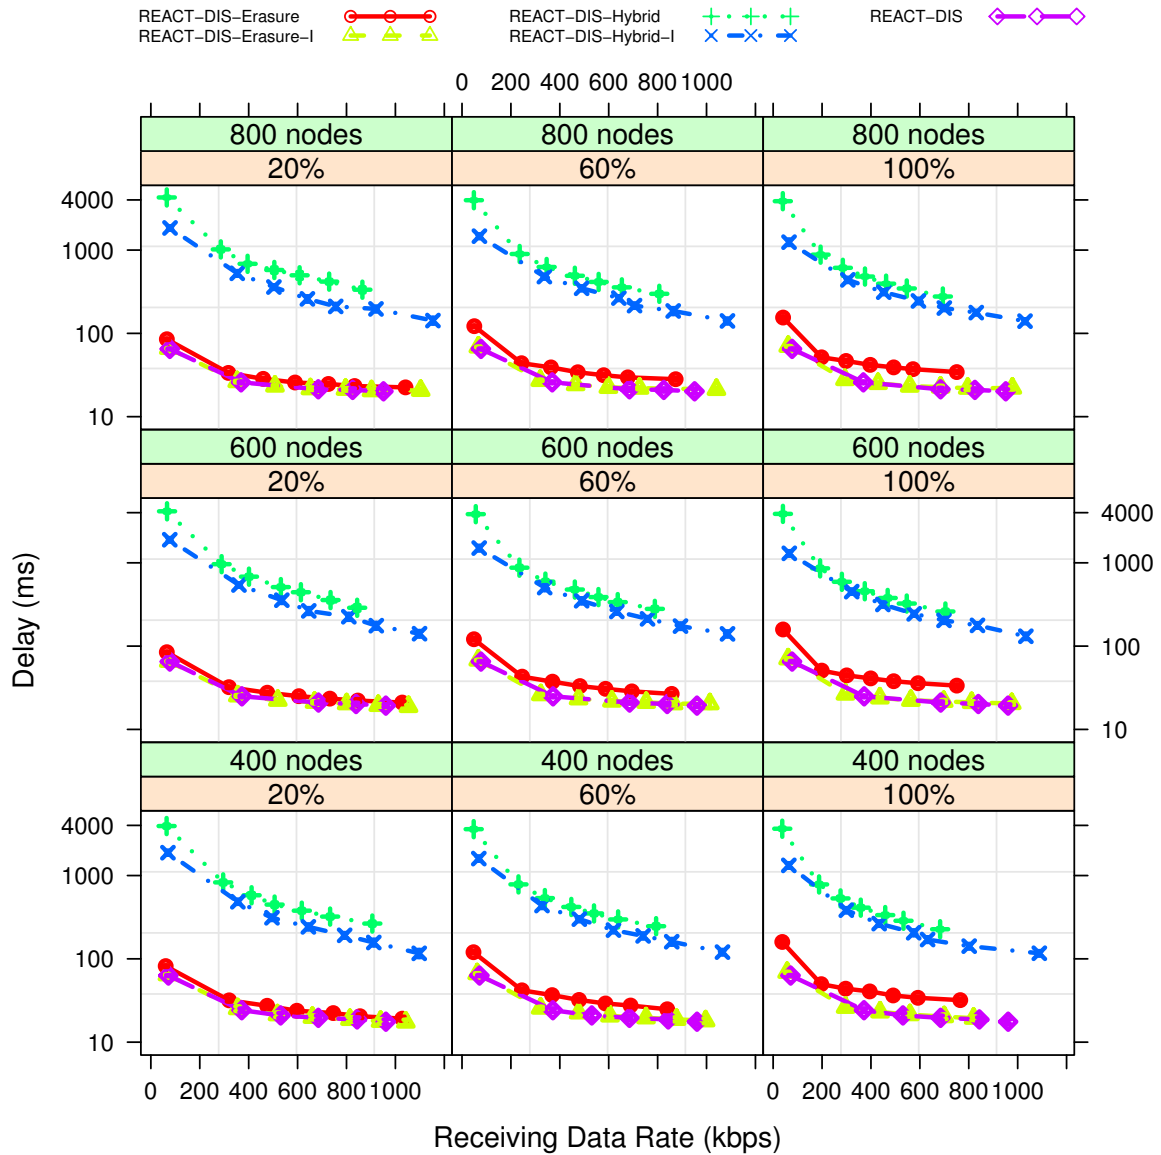 REACT−DIS−Erasure REACT−DIS−Hybrid REACT−DIS
REACT−DIS−Erasure−I REACT−DIS−Hybrid−I
0 200 400 600 800 1000
800 nodes 800 nodes 800 nodes
20% 60% 100%
4000
1000
100
10
600 nodes 600 nodes 600 nodes
20% 60% 100%
4000
1000
100
10
400 nodes 400 nodes 400 nodes
20% 60% 100%
4000
1000
100
10
0 200 400 600 800 1000 0 200 400 600 800 1000
Receiving Data Rate (kbps)
Delay (ms)